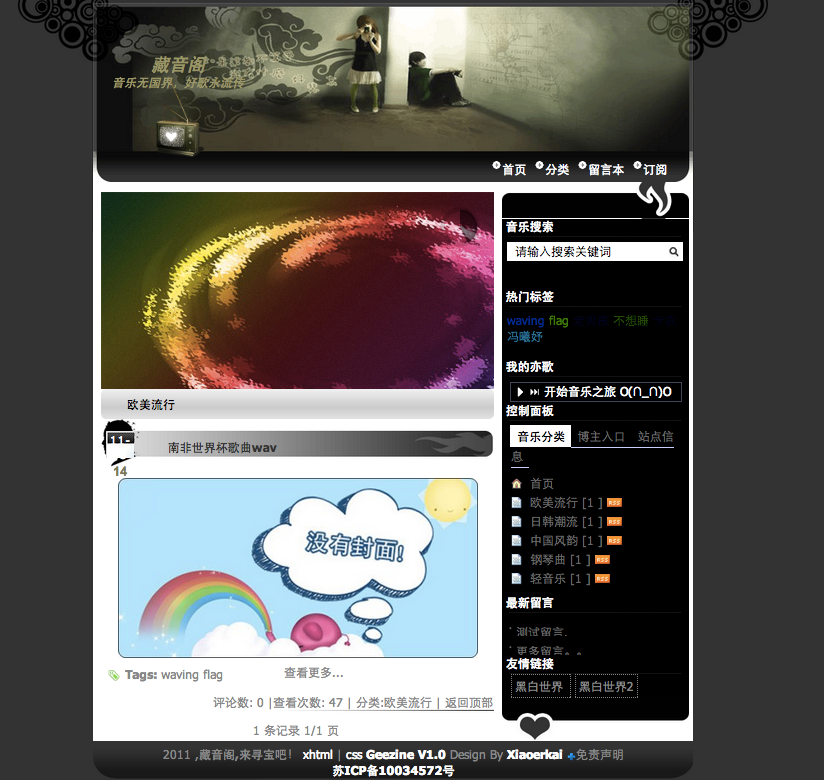 藏音阁
音乐无国界，好歌永流传
首页 分类 留言本 订阅
欧美流行
11-
14
南非世界杯歌曲wav
没有封面!
Tags: waving flag
查看更多...
评论数: 0 |查看次数: 47 | 分类:欧美流行 | 返回顶部
1 条记录 1/1 页
音乐搜索
请输入搜索关键词
热门标签
waving flag 不想睡
冯曦妤
我的亦歌
开始音乐之旅 O(∩_∩)O
控制面板
音乐分类 博主入口 站点信
息
首页
欧美流行 [1 ] RSS
日韩潮流 [1 ] RSS
中国风韵 [1 ] RSS
钢琴曲 [1 ] RSS
轻音乐 [1 ] RSS
最新留言
测试留言.
更多留言。。
友情链接
黑白世界 黑白世界2
2011 ,藏音阁,来寻宝吧! xhtml | css Geezine V1.0 Design By Xiaoerkai 免责声明
苏ICP备10034572号